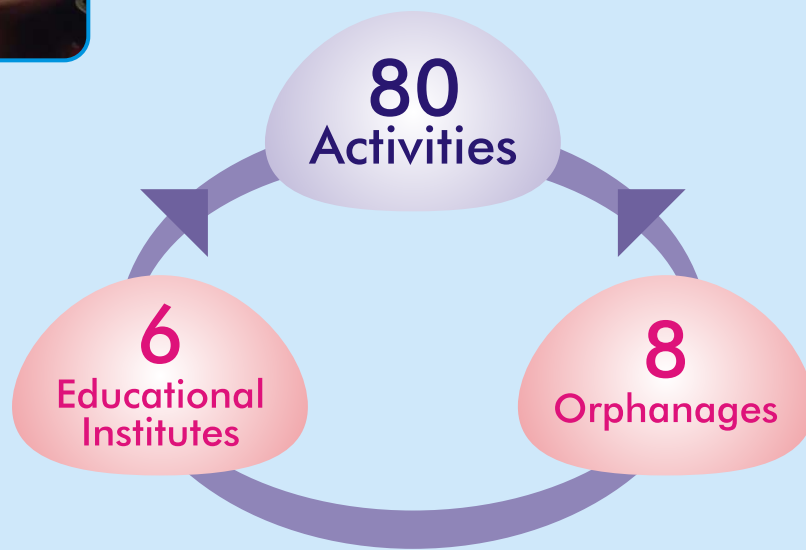 80
Activities
6
Educational
Institutes
8
Orphanages